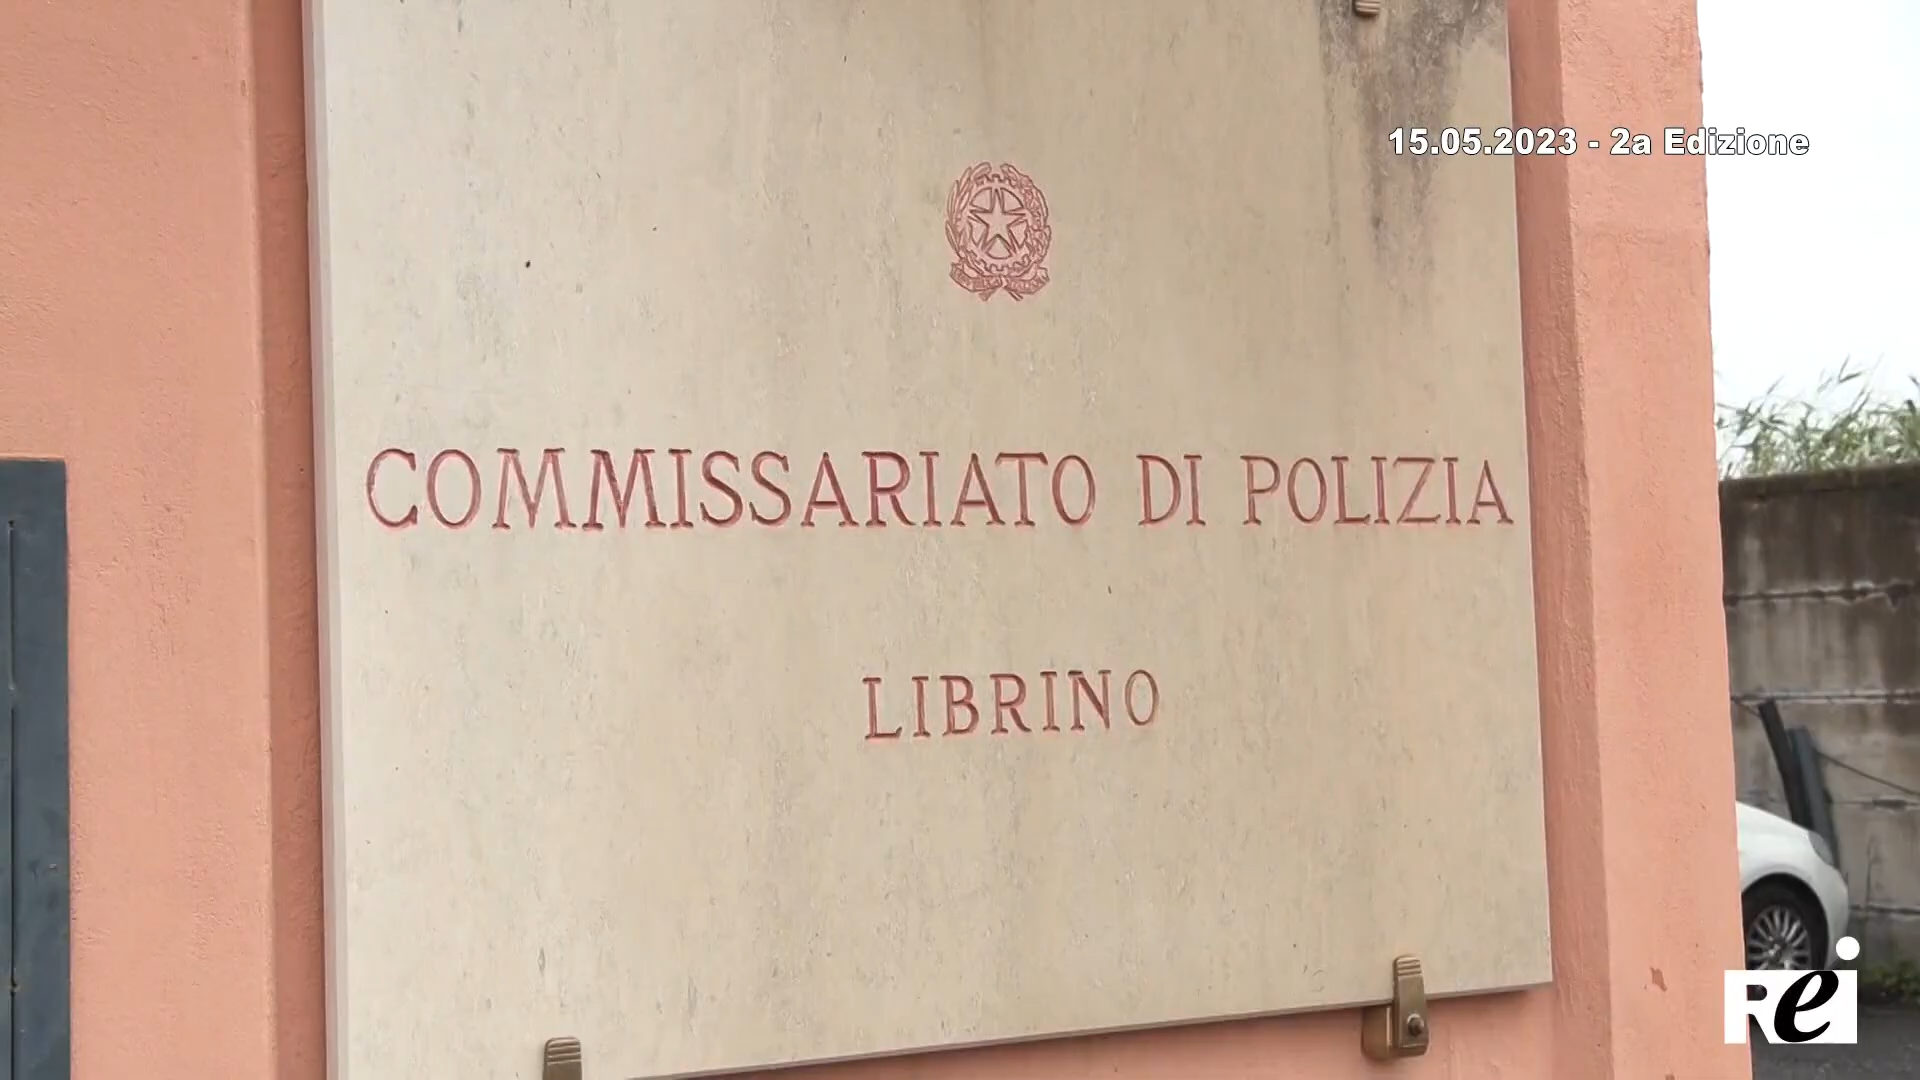 15.05.2023 - 2a Edizione
COMMISSARIATO DI POLIZIA
LIBRINO
Rei